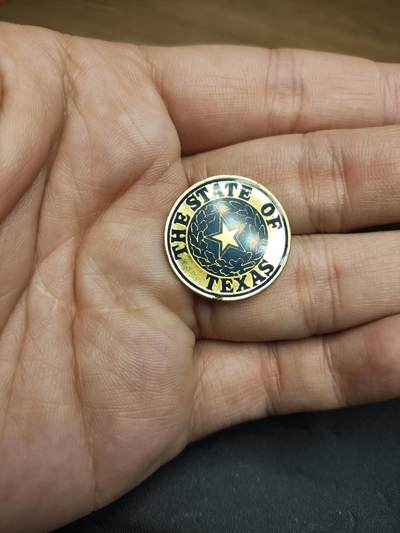 THE STATE OF
TEXAS